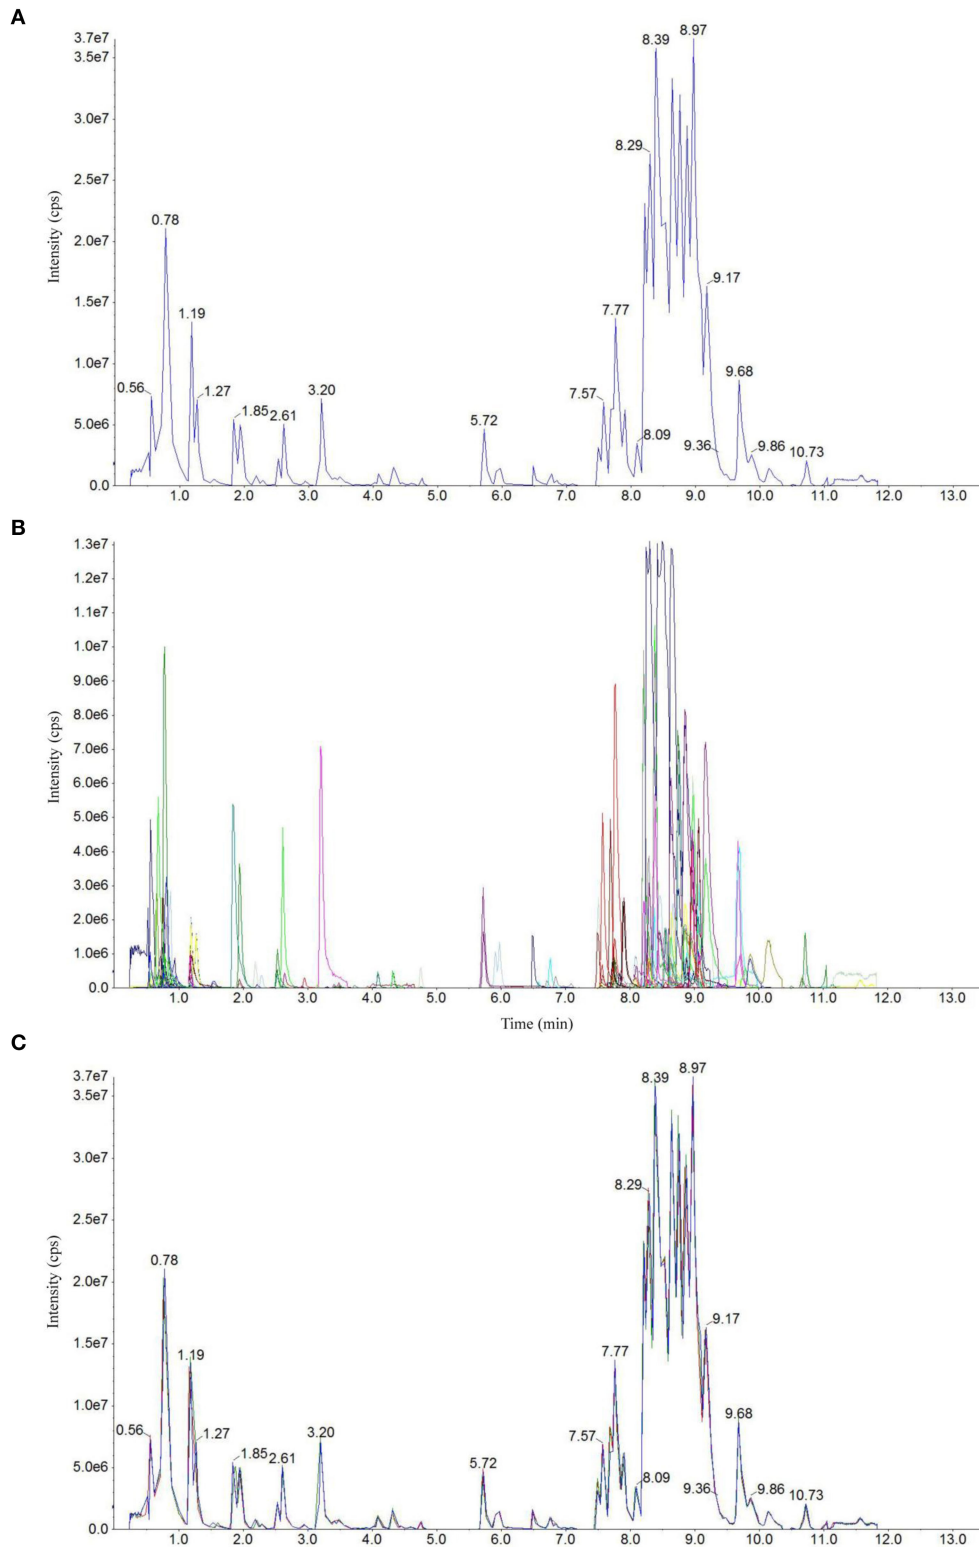 A
3.7e7
3.5e7
3.0e7
2.5e7
2.0e7
1.5e7
1.0e7
5.0e6
0.0
Intensity (cps)
0.56
0.78
1.19
1.27
1.85
2.61
3.20
5.72
7.57
7.77
8.09
8.29
8.39
8.97
9.17
9.36
9.68
9.86
10.73
1.0 2.0 3.0 4.0 5.0 6.0 7.0 8.0 9.0 10.0 11.0 12.0 13.0
B
1.3e7
1.2e7
1.1e7
1.0e7
9.0e6
8.0e6
7.0e6
6.0e6
5.0e6
4.0e6
3.0e6
2.0e6
1.0e6
0.0
Intensity (cps)
1.0 2.0 3.0 4.0 5.0 6.0 7.0 8.0 9.0 10.0 11.0 12.0 13.0
Time (min)
C
3.7e7
3.5e7
3.0e7
2.5e7
2.0e7
1.5e7
1.0e7
5.0e6
0.0
Intensity (cps)
0.56
0.78
1.19
1.27
1.85
2.61
3.20
5.72
7.57
7.77
8.09
8.29
8.39
8.97
9.17
9.36
9.68
9.86
10.73
1.0 2.0 3.0 4.0 5.0 6.0 7.0 8.0 9.0 10.0 11.0 12.0 13.0